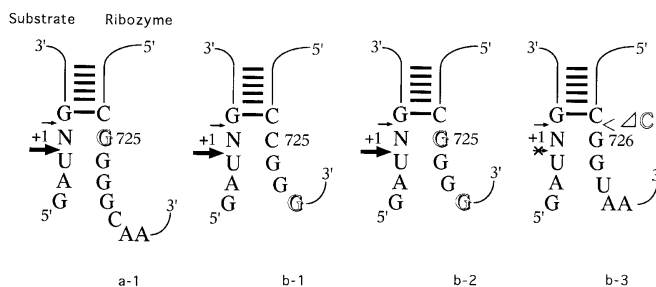 Substrate Ribozyme
3' 5' 3' 5' 3' 5' 3' 5'
G C G C G C G C
< ΔC
+1 N G 725 +1 N C 725 +1 N G 725 +1 N G 726
U G U C U G U G
A G A G A G A G
G G G G G G G U
5' C 5' 3' 5' 3' 5' AA 3'
AA 3'
a-1 b-1 b-2 b-3